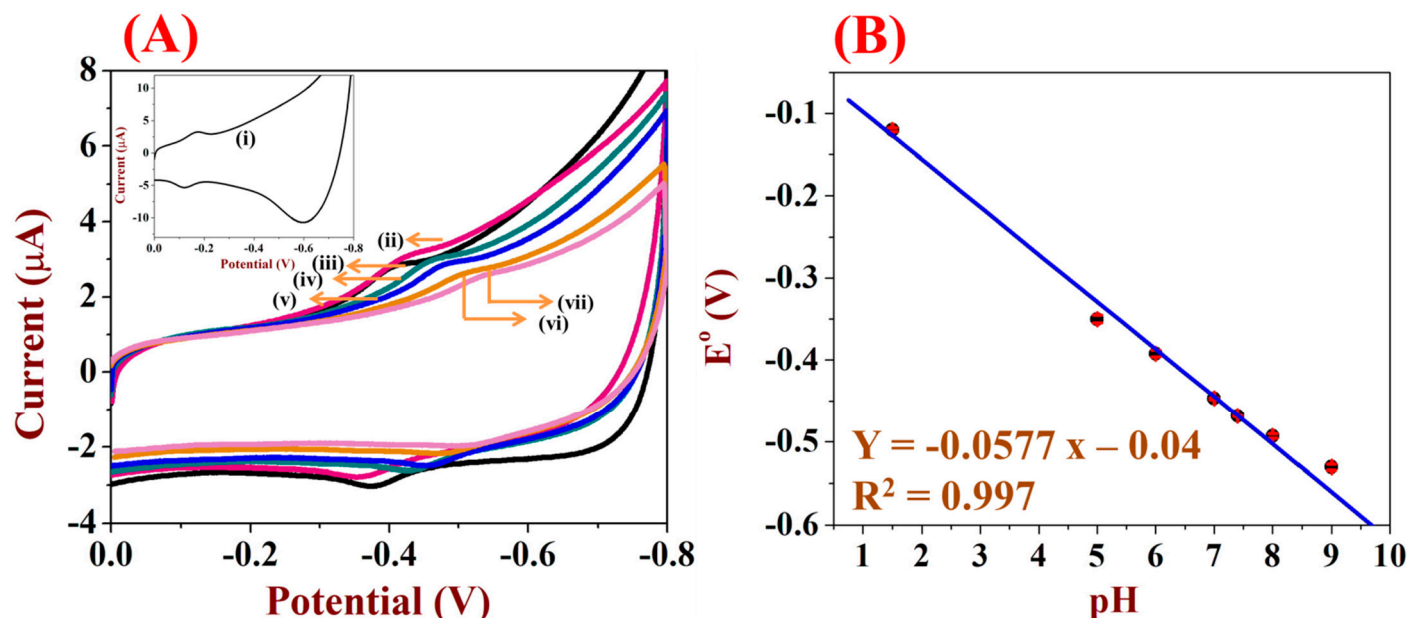 (A)
8
6
4
2
0
-2
-4
Current (μA)
0.0 -0.2 -0.4 -0.6 -0.8
Potential (V)
10
5
0
-5
-10
Current (μA)
0.0 -0.2 -0.4 -0.6 -0.8
Potential (V)
(i)
(ii)
(iii)
(iv)
(v)
(vii)
(vi)
(B)
-0.1
-0.2
-0.3
-0.4
-0.5
-0.6
E° (V)
Y = -0.0577 x – 0.04
R² = 0.997
1 2 3 4 5 6 7 8 9 10
pH